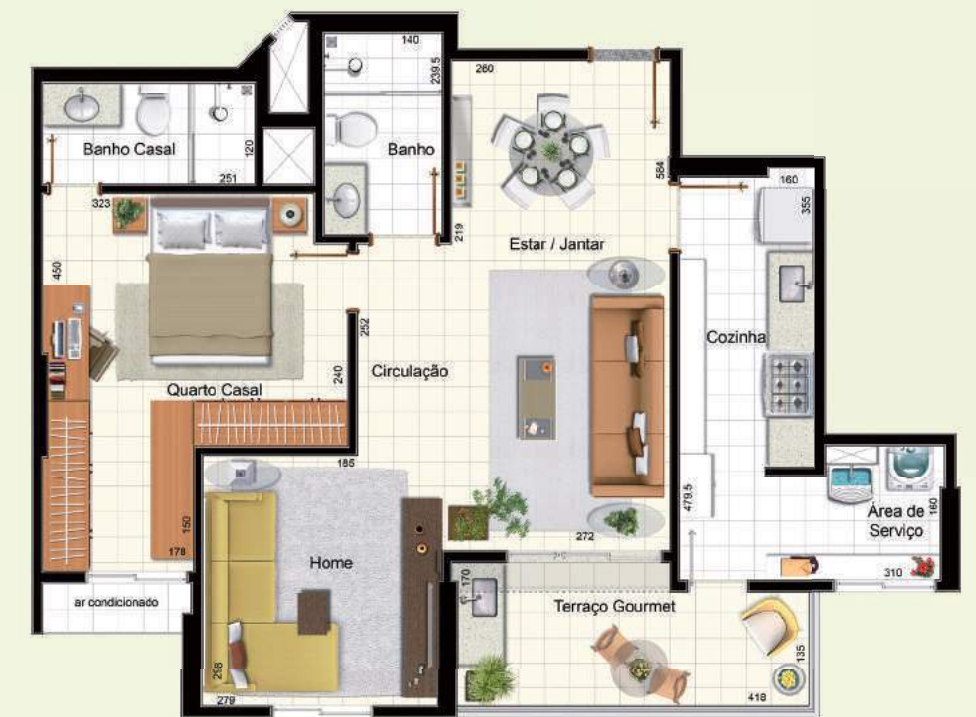 140
239.5
260
Banho Casal
120
251
Banho
323
219
584
160
355
Estar / Jantar
450
252
Circulação
240
Cozinha
Quarto Casal
185
150
178
479.5
272
Área de
Serviço
160
310
Home
170
Terraço Gourmet
ar condicionado
298
279
135
418